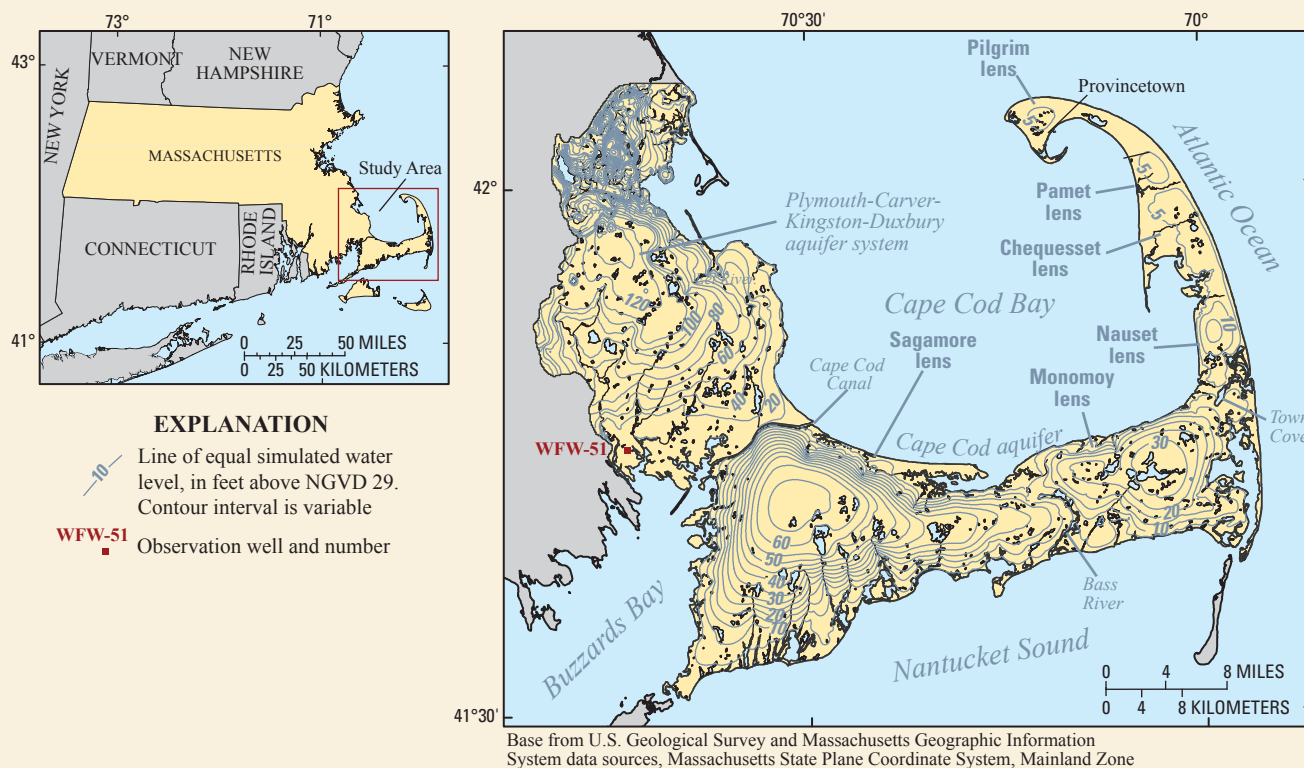 73°
71°
43°
41°
VERMONT
NEW
HAMPSHIRE
NEW YORK
MASSACHUSETTS
Study Area
CONNECTICUT
RHODE
ISLAND
0 25 50 MILES
0 25 50 KILOMETERS
EXPLANATION
10
Line of equal simulated water
level, in feet above NGVD 29.
Contour interval is variable
WFW-51
Observation well and number
70°30'
70°
42°
41°30'
Pilgrim
lens
Provincetown
5
Atlantic Ocean
Pamet
lens
5
5
Chequesset
lens
Plymouth-Carver-
Kingston-Duxbury
aquifer system
River
120
100
80
60
40
20
Cape Cod Bay
Sagamore
lens
Cape Cod
Canal
Nauset
lens
10
Monomoy
lens
Town
Cove
Cape Cod aquifer
30
20
10
WFW-51
60
50
40
30
20
10
Bass
River
Buzzards Bay
Nantucket Sound
0 4 8 MILES
0 4 8 KILOMETERS
Base from U.S. Geological Survey and Massachusetts Geographic Information
System data sources, Massachusetts State Plane Coordinate System, Mainland Zone